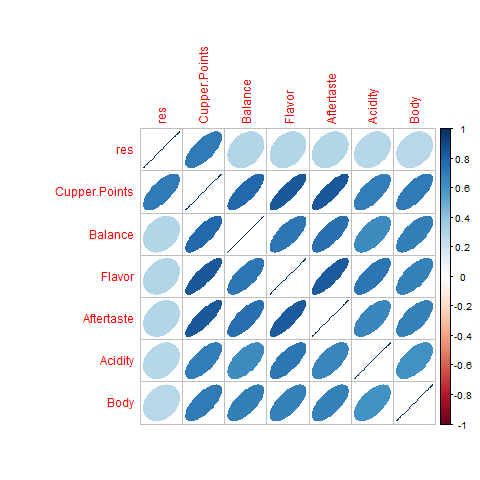 res
Cupper.Points
Balance
Flavor
Aftertaste
Acidity
Body
res
Cupper.Points
Balance
Flavor
Aftertaste
Acidity
Body
1
0.8
0.6
0.4
0.2
0
-0.2
-0.4
-0.6
-0.8
-1